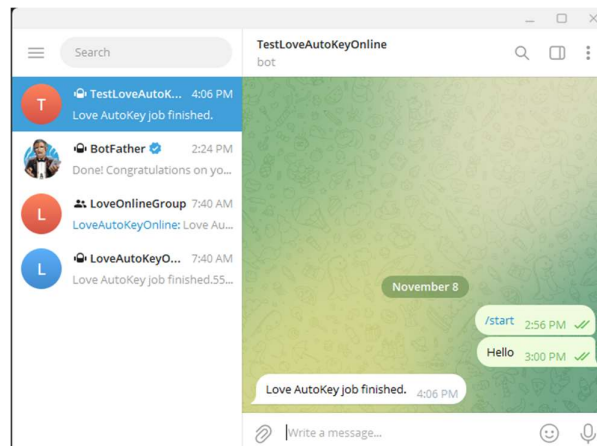 Search
T
TestLoveAutoK... 4:06 PM
Love AutoKey job finished.
BotFather 2:24 PM
Done! Congratulations on yo...
L
LoveOnlineGroup 7:40 AM
LoveAutoKeyOnline: Love Au...
L
LoveAutoKeyO... 7:40 AM
Love AutoKey job finished.55...
TestLoveAutoKeyOnline
bot
November 8
/start 2:56 PM
Hello 3:00 PM
Love AutoKey job finished. 4:06 PM
Write a message...